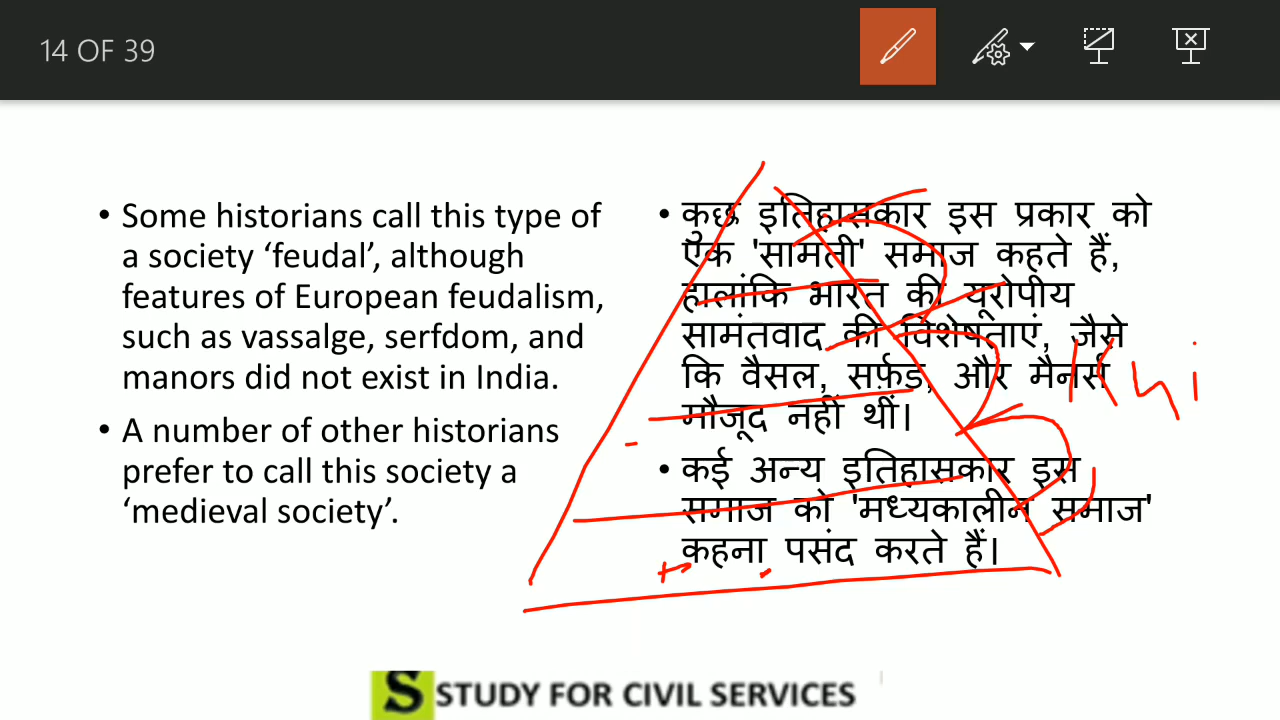 14 OF 39
• Some historians call this type of
a society ‘feudal’, although
features of European feudalism,
such as vassalge, serfdom, and
manors did not exist in India.
• A number of other historians
prefer to call this society a
‘medieval society’.
• कुछ इतिहासकार इस प्रकार को
एक 'सामंती' समाज कहते हैं,
हालांकि भारत की यूरोपीय
सामंतवाद की विशेषताएं, जैसे
कि वैसल, सर्फ़ड, और मैनर्स
मौजूद नहीं थीं।
• कई अन्य इतिहासकार इस
समाज को 'मध्यकालीन समाज'
कहना पसंद करते हैं।
S STUDY FOR CIVIL SERVICES